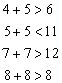 4 + 5 > 6
5 + 5 < 11
7 + 7 > 12
8 + 8 > 8